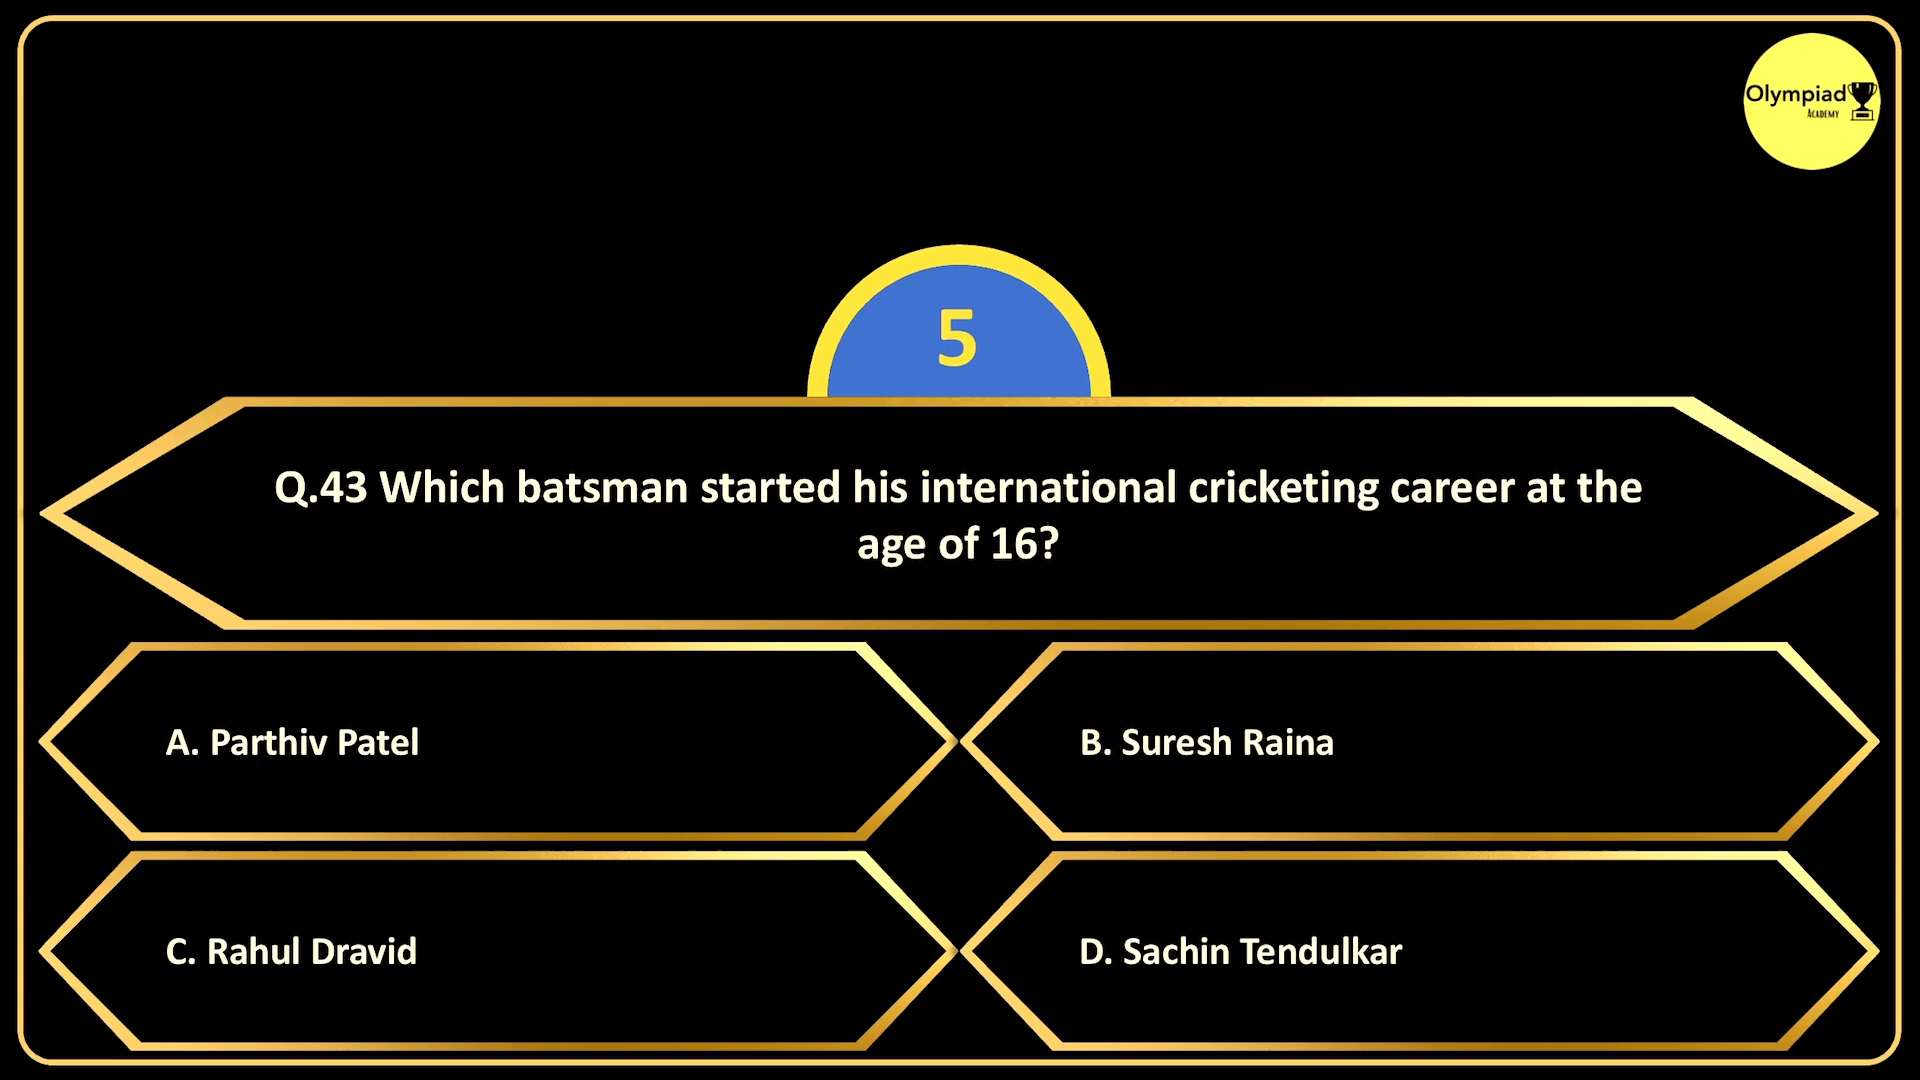 Olympiad
Academy
5
Q.43 Which batsman started his international cricketing career at the
age of 16?
A. Parthiv Patel
B. Suresh Raina
C. Rahul Dravid
D. Sachin Tendulkar